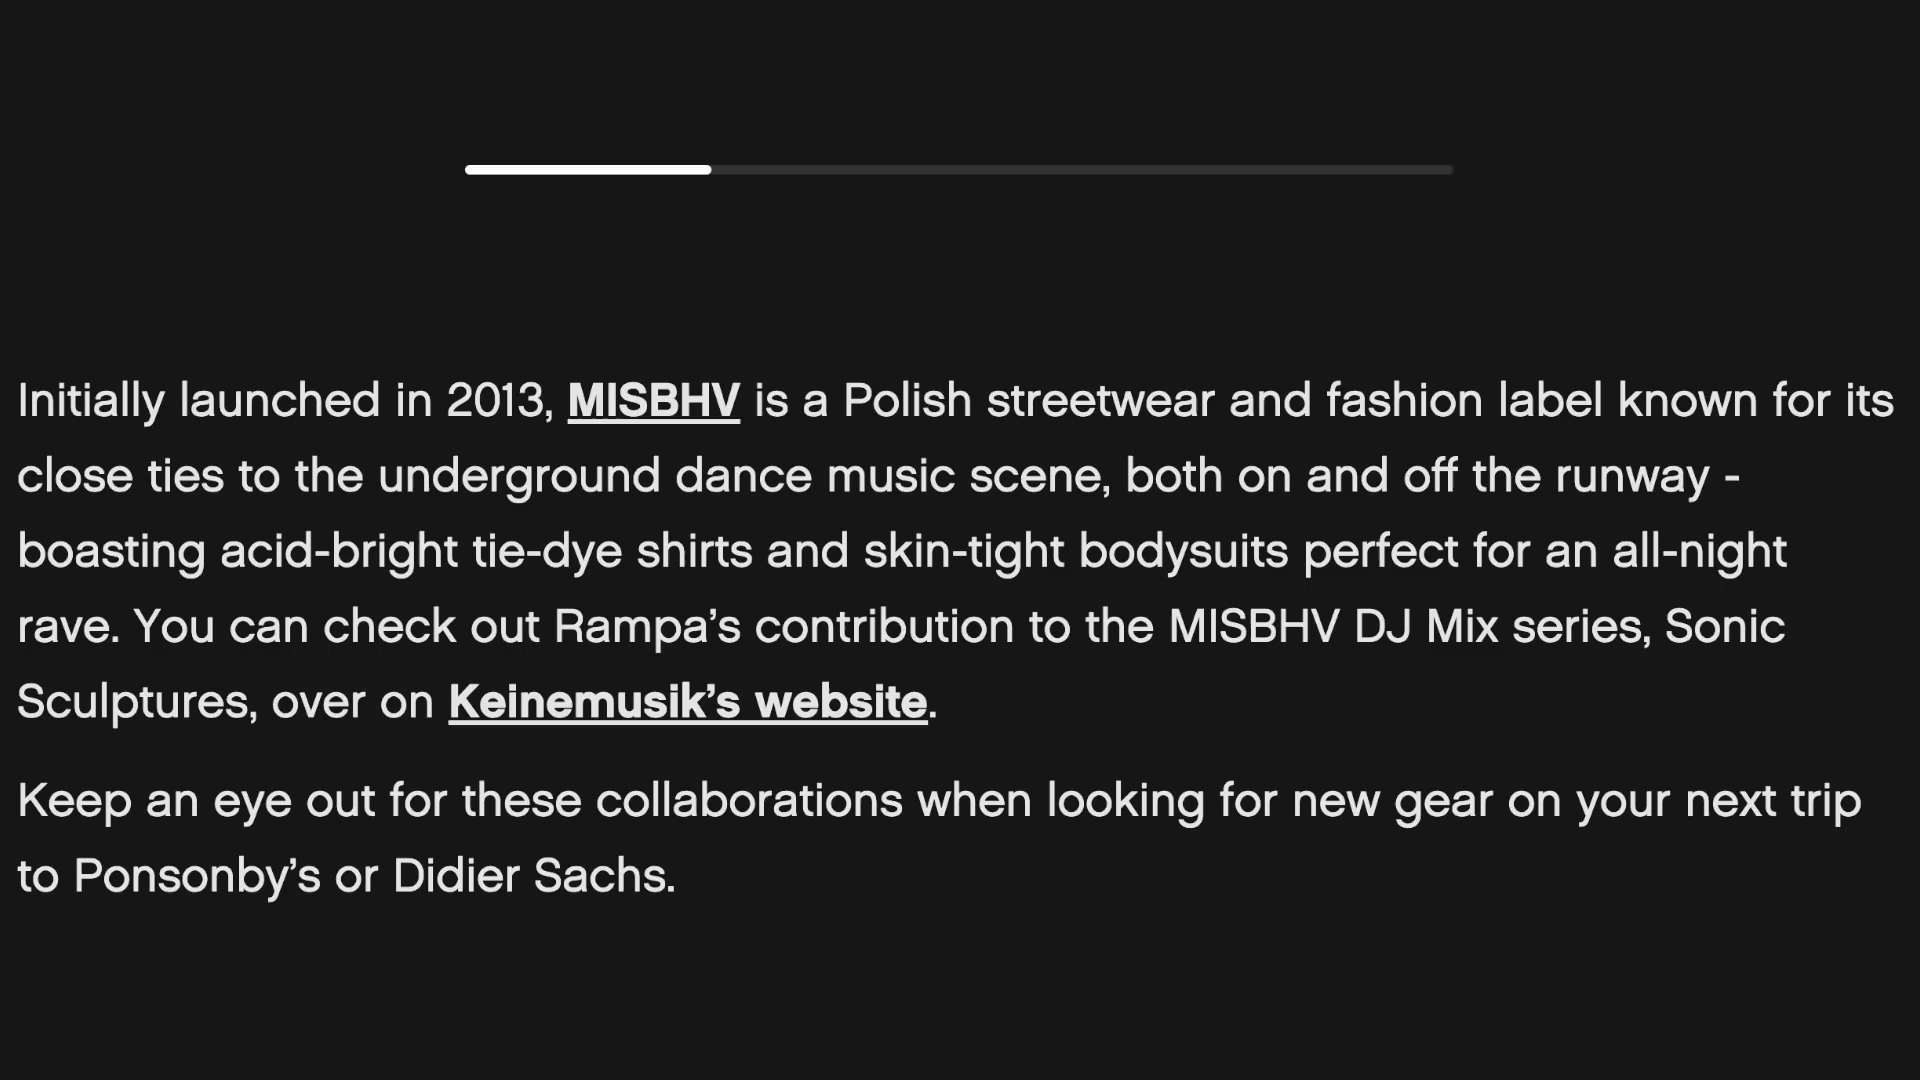 Initially launched in 2013, MISBHV is a Polish streetwear and fashion label known for its
close ties to the underground dance music scene, both on and off the runway -
boasting acid-bright tie-dye shirts and skin-tight bodysuits perfect for an all-night
rave. You can check out Rampa’s contribution to the MISBHV DJ Mix series, Sonic
Sculptures, over on Keinemusik’s website.
Keep an eye out for these collaborations when looking for new gear on your next trip
to Ponsonby’s or Didier Sachs.